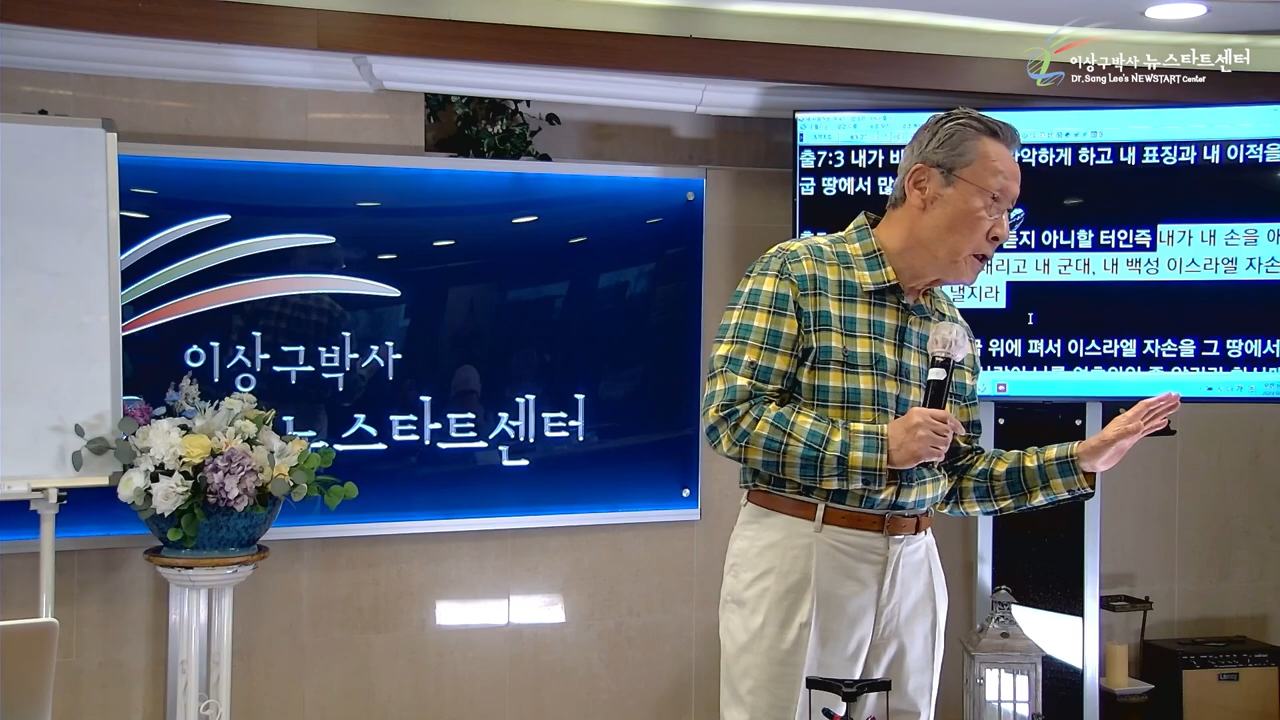 이상구박사 뉴스타트센터
Dr. Sang Lee's NEWSTART Center
이상구박사
뉴스타트센터
출7:3 내가 바 악하게 하고 내 표징과 내 이적을
굽 땅에서 많
듣지 아니할 터인즉 내가 내 손을 애
내리고 내 군대, 내 백성 이스라엘 자손
낼지라
위에 펴서 이스라엘 자손을 그 땅에서
Laney